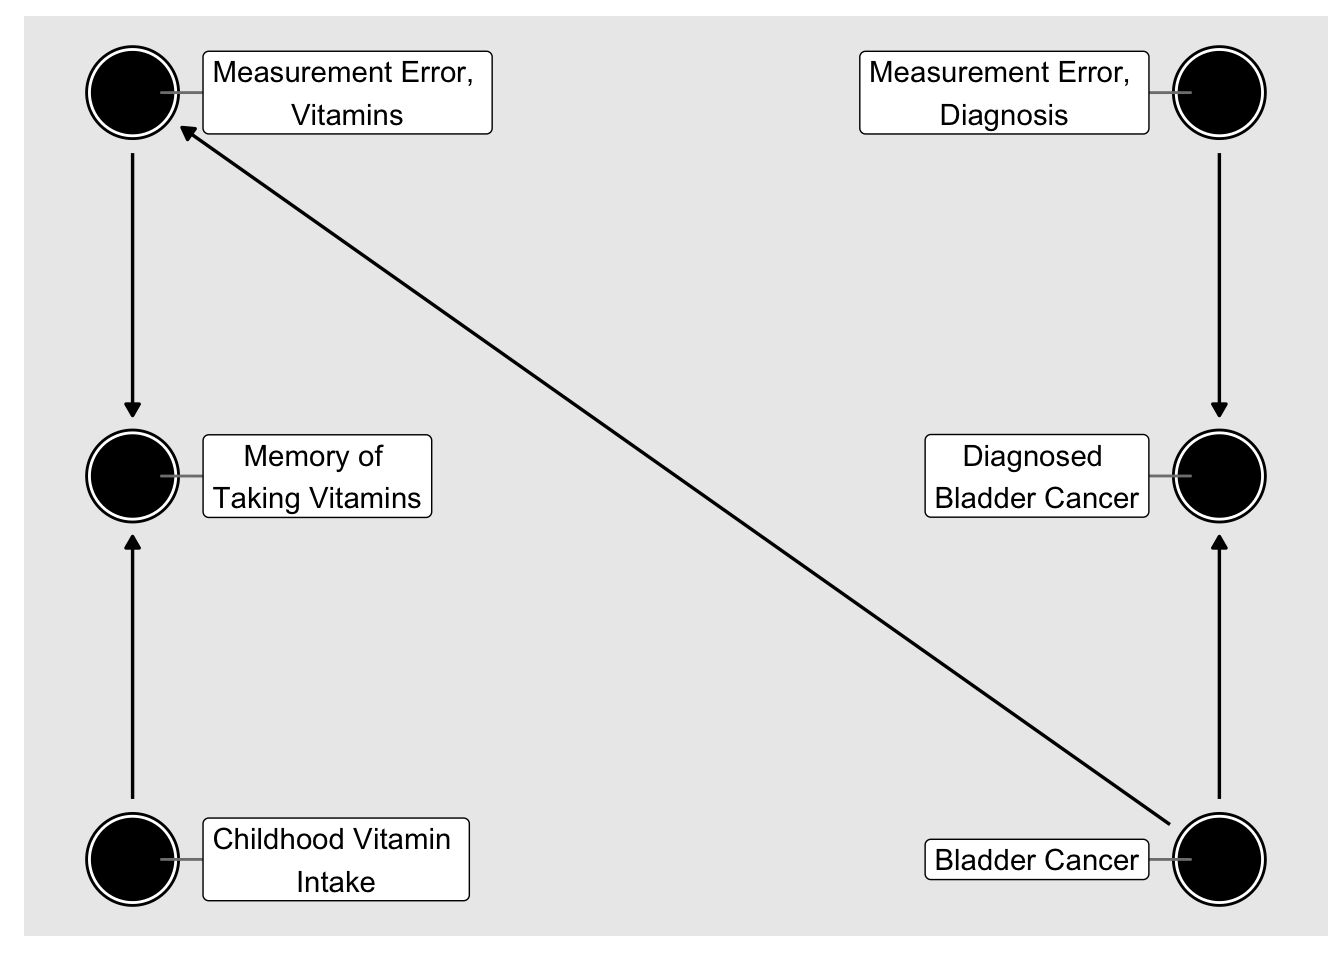 Measurement Error,
Vitamins
Measurement Error,
Diagnosis
Memory of
Taking Vitamins
Diagnosed
Bladder Cancer
Childhood Vitamin
Intake
Bladder Cancer